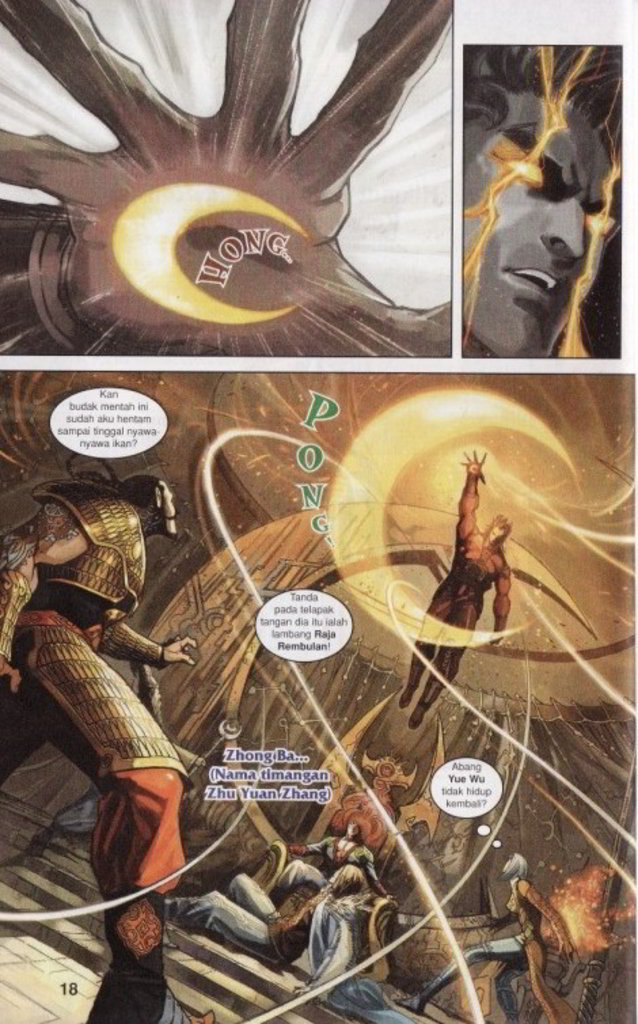 HONG...
Kan
budak mentah ini
sudah aku hentam
sampai tinggal nyawa-
nyawa ikan?
PONG!
Tanda
pada telapak
tangan dia itu ialah
lambang Raja
Rembulan!
Zhong Ba...
(Nama timangan
Zhu Yuan Zhang)
Abang
Yue Wu
tidak hidup
kembali?
18